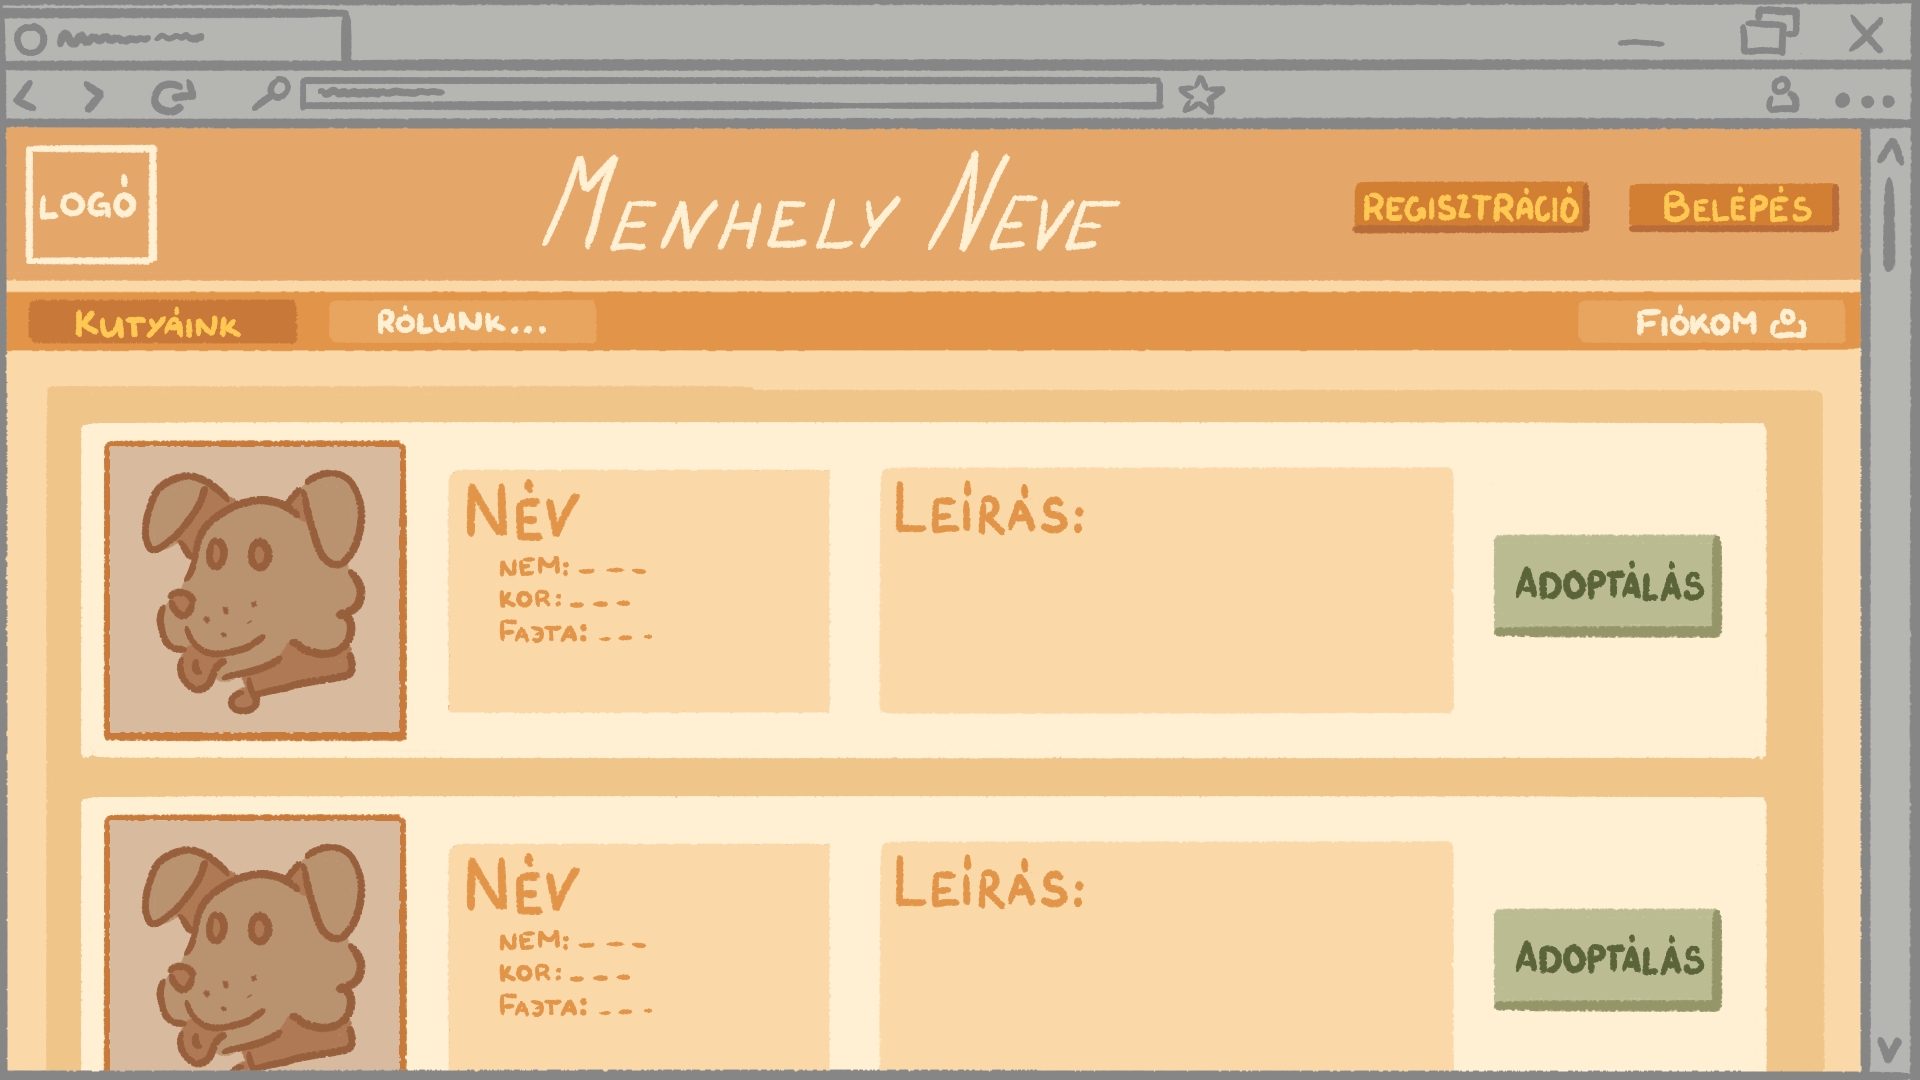 LOGÓ
MENHELY NEVE
REGISZTRÁCIÓ
BELÉPÉS
KUTYÁINK
RÓLUNK...
FIÓKOM
NÉV
NEM: _ _ _
KOR: _ _ _
FAJTA: _ _ _
LEÍRÁS:
ADOPTÁLÁS
NÉV
NEM: _ _ _
KOR: _ _ _
FAJTA: _ _ _
LEÍRÁS:
ADOPTÁLÁS